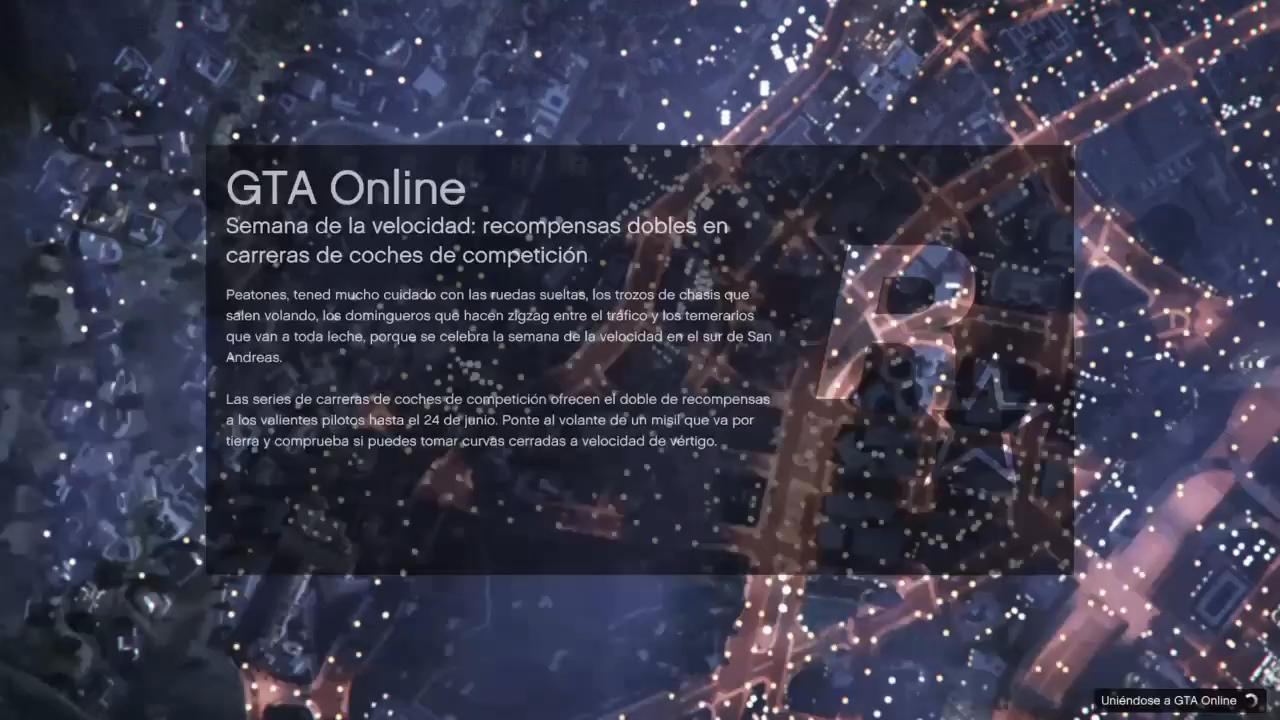 GTA Online
Semana de la velocidad: recompensas dobles en
carreras de coches de competición
Peatones, tened mucho cuidado con las ruedas sueltas, los trozos de chasis que
salen volando, los domingueros que hacen zigzag entre el tráfico y los temerarios
que van a toda leche, porque se celebra la semana de la velocidad en el sur de San
Andreas.
Las series de carreras de coches de competición ofrecen el doble de recompensas
a los valientes pilotos hasta el 24 de junio. Ponte al volante de un misil que va por
tierra y comprueba si puedes tomar curvas cerradas a velocidad de vértigo.
R
Uniéndose a GTA Online